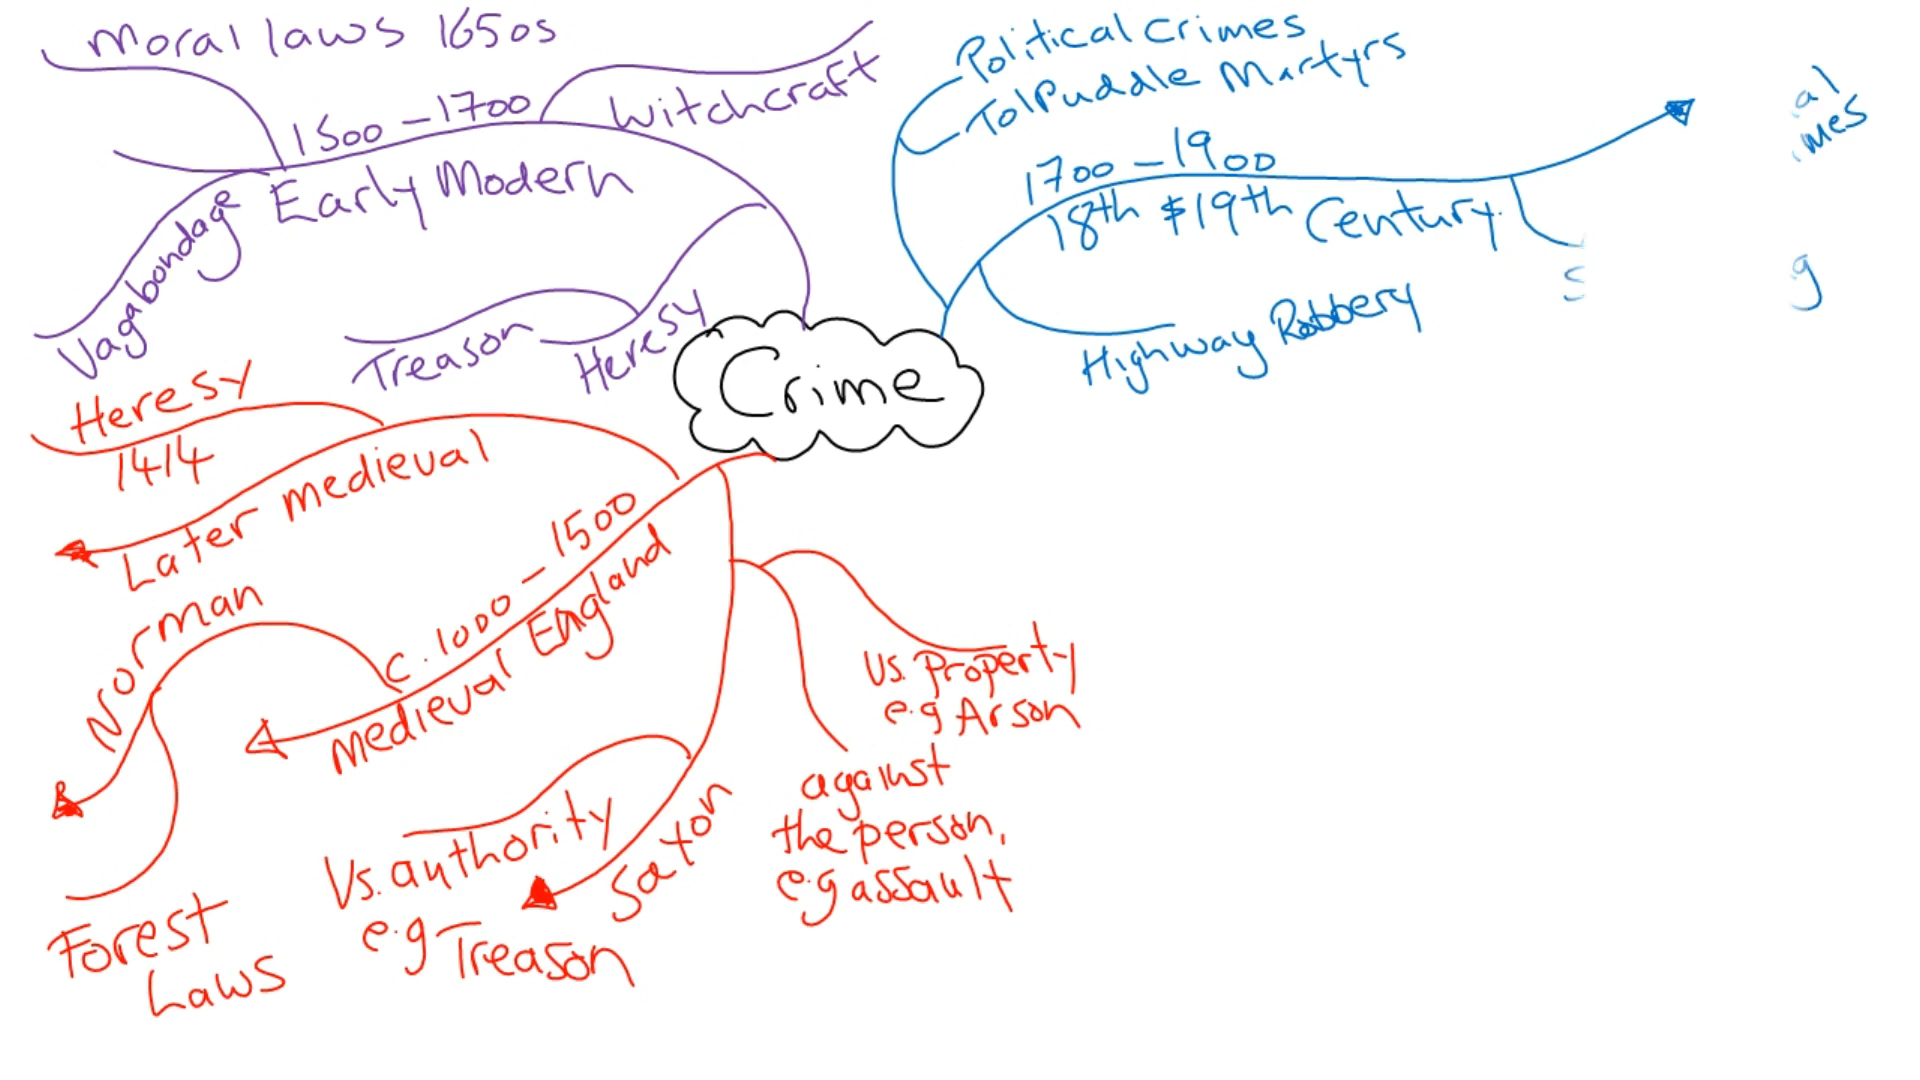 Moral laws 1650s
1500 - 1700
Witchcraft
Early Modern
Vagabondage
Treason
Heresy
Political Crimes
Tolpuddle Martyrs
1700 - 1900
18th $19th Century
Highway Robbery
Crime
Heresy
1414
Later medieval
Norman
c. 1000 - 1500
Medieval England
Forest
Laws
Vs. authority
e.g Treason
Saxon
against
the person,
e.g assault
Vs. Property
e.g Arson